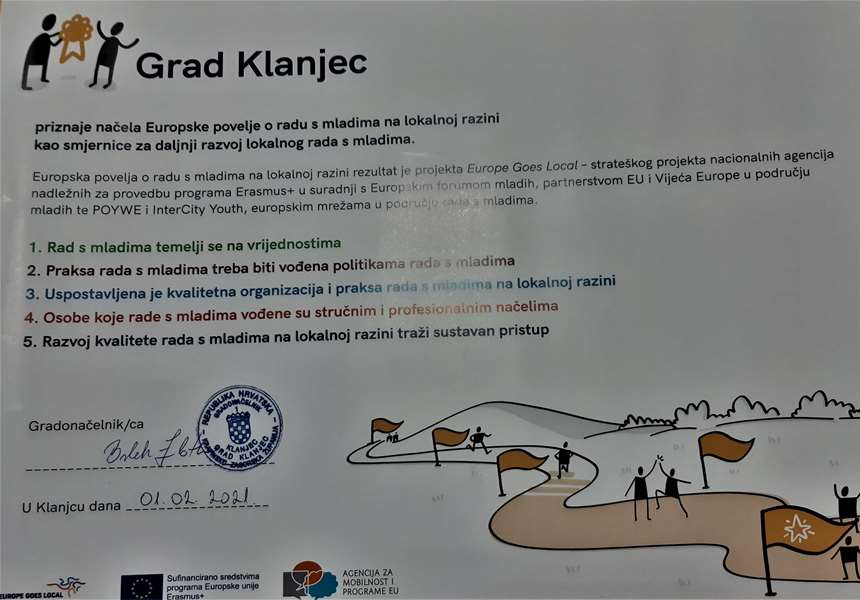 Grad Klanjec
priznaje načela Europske povelje o radu s mladima na lokalnoj razini
kao smjernice za daljnji razvoj lokalnog rada s mladima.
Europska povelja o radu s mladima na lokalnoj razini rezultat je projekta Europe Goes Local – strateškog projekta nacionalnih agencija
nadležnih za provedbu programa Erasmus+ u suradnji s Europskim forumom mladih, partnerstvom EU i Vijeća Europe u području
mladih te POYWE i InterCity Youth, europskim mrežama u području rada s mladima.
1. Rad s mladima temelji se na vrijednostima
2. Praksa rada s mladima treba biti vođena politikama rada s mladima
3. Uspostavljena je kvalitetna organizacija i praksa rada s mladima na lokalnoj razini
4. Osobe koje rade s mladima vođene su stručnim i profesionalnim načelima
5. Razvoj kvalitete rada s mladima na lokalnoj razini traži sustavan pristup
Gradonačelnik/ca
REPUBLIKA HRVATSKA
GRADONAČELNIK
KLANJEC
GRAD KLANJEC
KRAPINSKO-ZAGORSKA ŽUPANIJA
U Klanjcu dana 01.02.2021.
EUROPE GOES LOCAL
Sufinancirano sredstvima
programa Europske unije
Erasmus+
AGENCIJA ZA
MOBILNOST I
PROGRAME EU